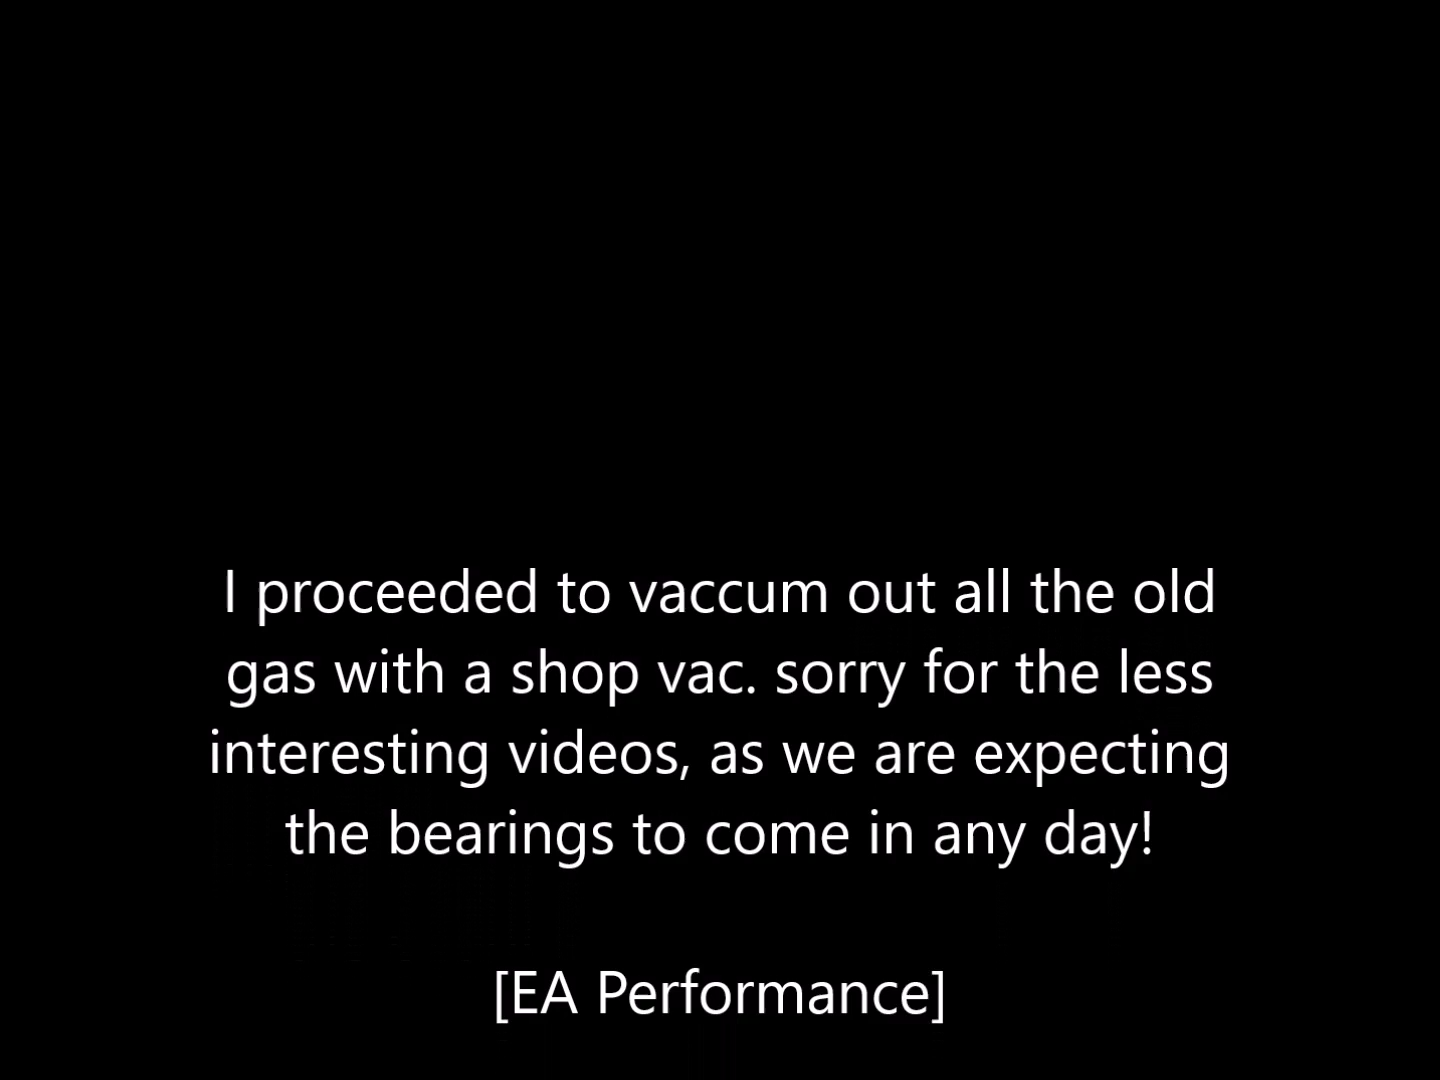 I proceeded to vaccum out all the old
gas with a shop vac. sorry for the less
interesting videos, as we are expecting
the bearings to come in any day!
[EA Performance]